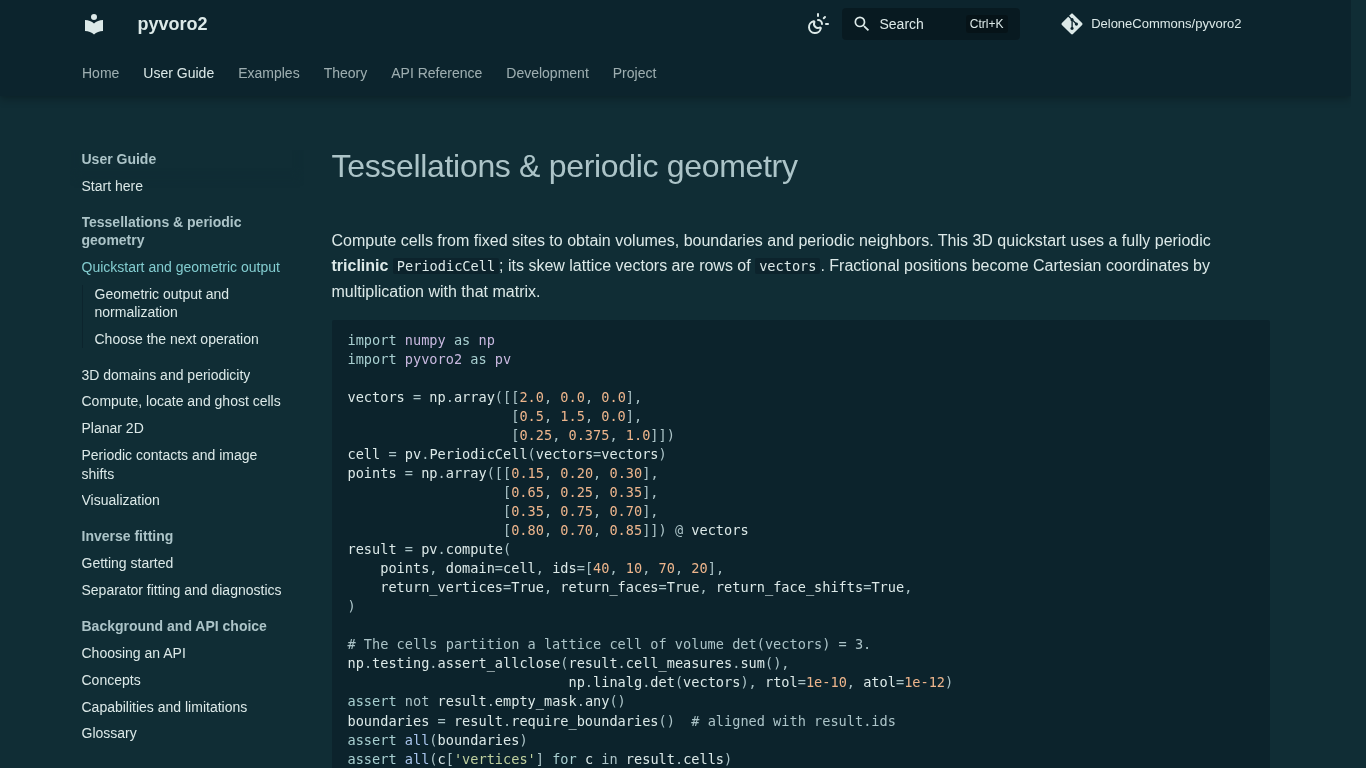 pyvoro2
Search Ctrl+K
DeloneCommons/pyvoro2
Home User Guide Examples Theory API Reference Development Project
User Guide
Start here
Tessellations & periodic
geometry
Quickstart and geometric output
Geometric output and
normalization
Choose the next operation
3D domains and periodicity
Compute, locate and ghost cells
Planar 2D
Periodic contacts and image
shifts
Visualization
Inverse fitting
Getting started
Separator fitting and diagnostics
Background and API choice
Choosing an API
Concepts
Capabilities and limitations
Glossary
Tessellations & periodic geometry
Compute cells from fixed sites to obtain volumes, boundaries and periodic neighbors. This 3D quickstart uses a fully periodic
triclinic PeriodicCell; its skew lattice vectors are rows of vectors. Fractional positions become Cartesian coordinates by
multiplication with that matrix.
import numpy as np
import pyvoro2 as pv
vectors = np.array([[2.0, 0.0, 0.0],
                    [0.5, 1.5, 0.0],
                    [0.25, 0.375, 1.0]])
cell = pv.PeriodicCell(vectors=vectors)
points = np.array([[0.15, 0.20, 0.30],
                   [0.65, 0.25, 0.35],
                   [0.35, 0.75, 0.70],
                   [0.80, 0.70, 0.85]]) @ vectors
result = pv.compute(
    points, domain=cell, ids=[40, 10, 70, 20],
    return_vertices=True, return_faces=True, return_face_shifts=True,
)
# The cells partition a lattice cell of volume det(vectors) = 3.
np.testing.assert_allclose(result.cell_measures.sum(),
                           np.linalg.det(vectors), rtol=1e-10, atol=1e-12)
assert not result.empty_mask.any()
boundaries = result.require_boundaries()  # aligned with result.ids
assert all(boundaries)
assert all(c['vertices'] for c in result.cells)